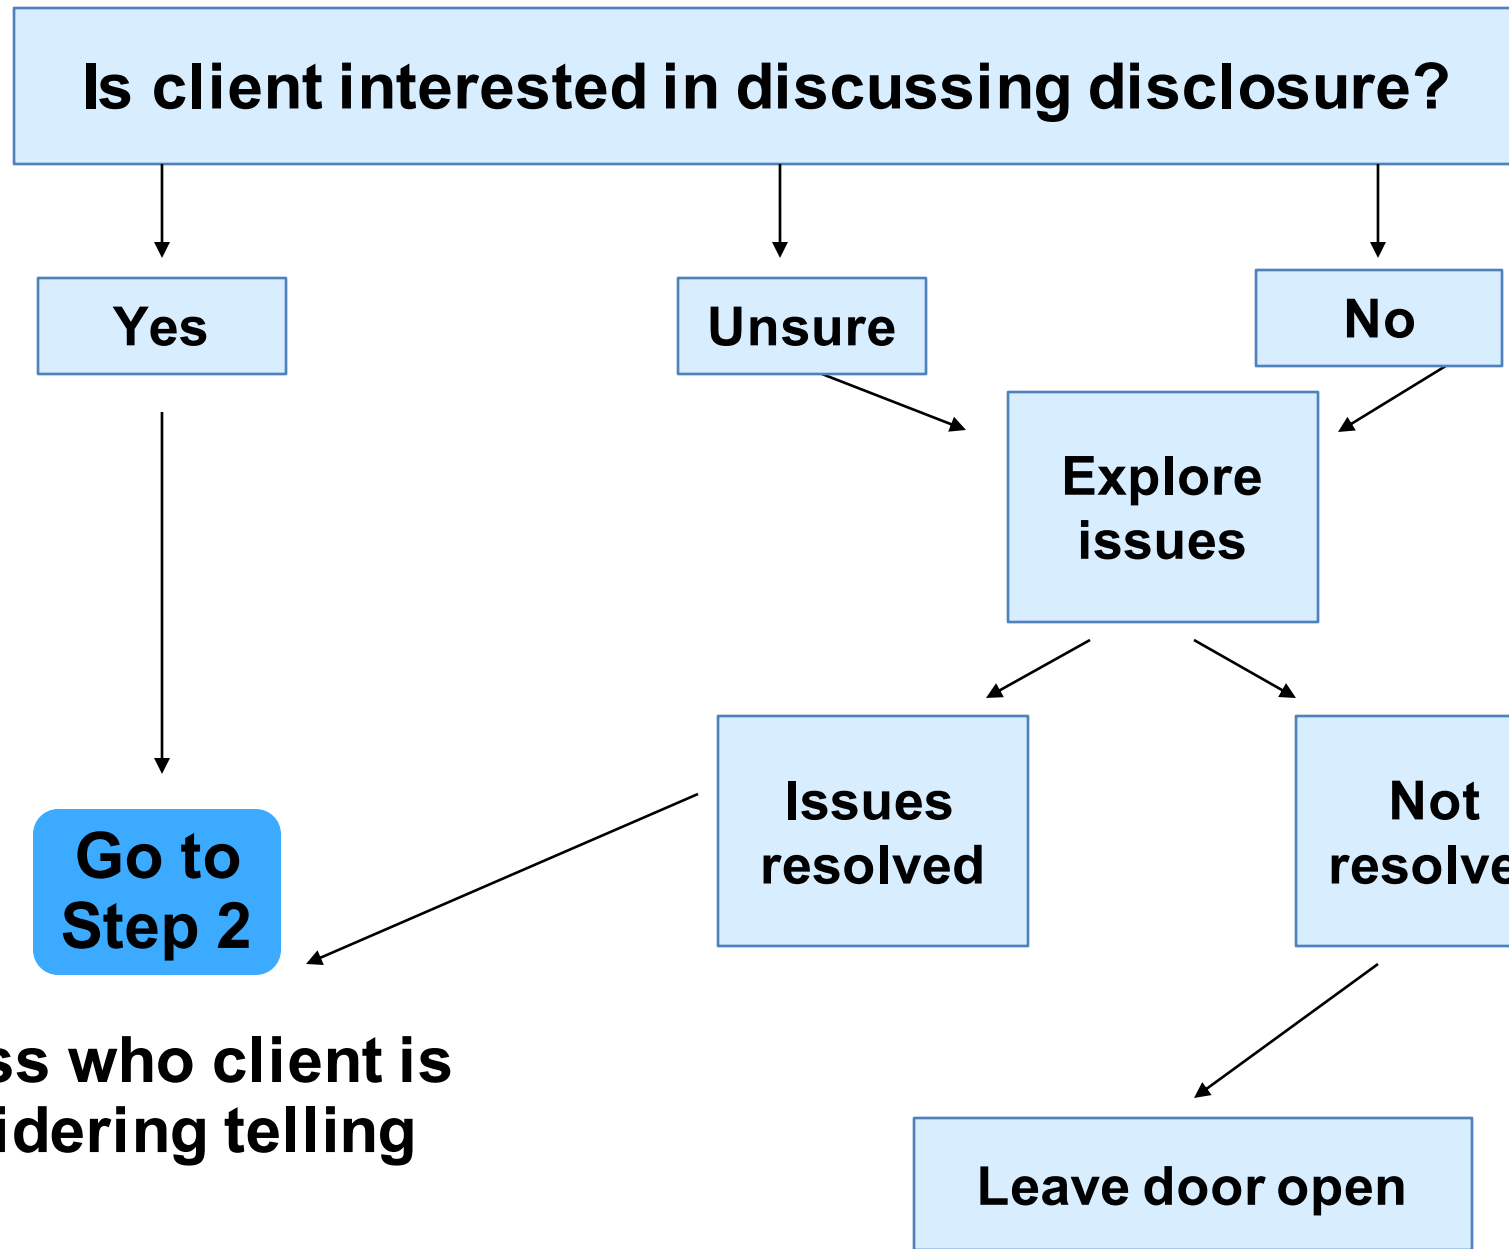 Is client interested in discussing disclosure?
Yes
Unsure
No
Explore
issues
Issues
resolved
Not
Go to
Step 2
who client is
telling
Leave door open